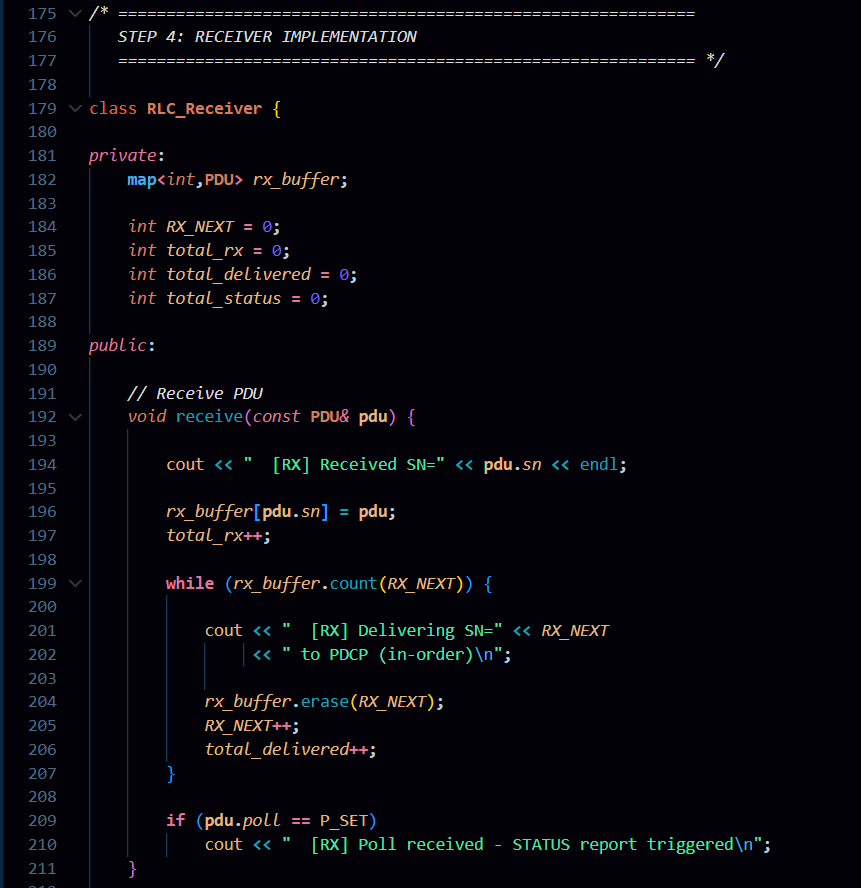 175 /* ============================================================
176 STEP 4: RECEIVER IMPLEMENTATION
177 ============================================================ */
178
179 class RLC_Receiver {
180
181 private:
182 map<int,PDU> rx_buffer;
183
184 int RX_NEXT = 0;
185 int total_rx = 0;
186 int total_delivered = 0;
187 int total_status = 0;
188
189 public:
190
191 // Receive PDU
192 void receive(const PDU& pdu) {
193
194 cout << "  [RX] Received SN=" << pdu.sn << endl;
195
196 rx_buffer[pdu.sn] = pdu;
197 total_rx++;
198
199 while (rx_buffer.count(RX_NEXT)) {
200
201 cout << "  [RX] Delivering SN=" << RX_NEXT
202 << " to PDCP (in-order)\n";
203
204 rx_buffer.erase(RX_NEXT);
205 RX_NEXT++;
206 total_delivered++;
207 }
208
209 if (pdu.poll == P_SET)
210 cout << "  [RX] Poll received - STATUS report triggered\n";
211 }